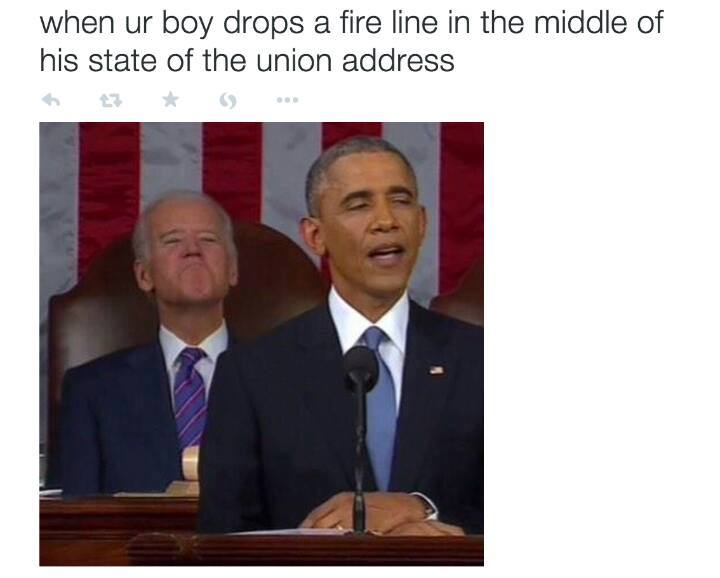 when ur boy drops a fire line in the middle of
his state of the union address